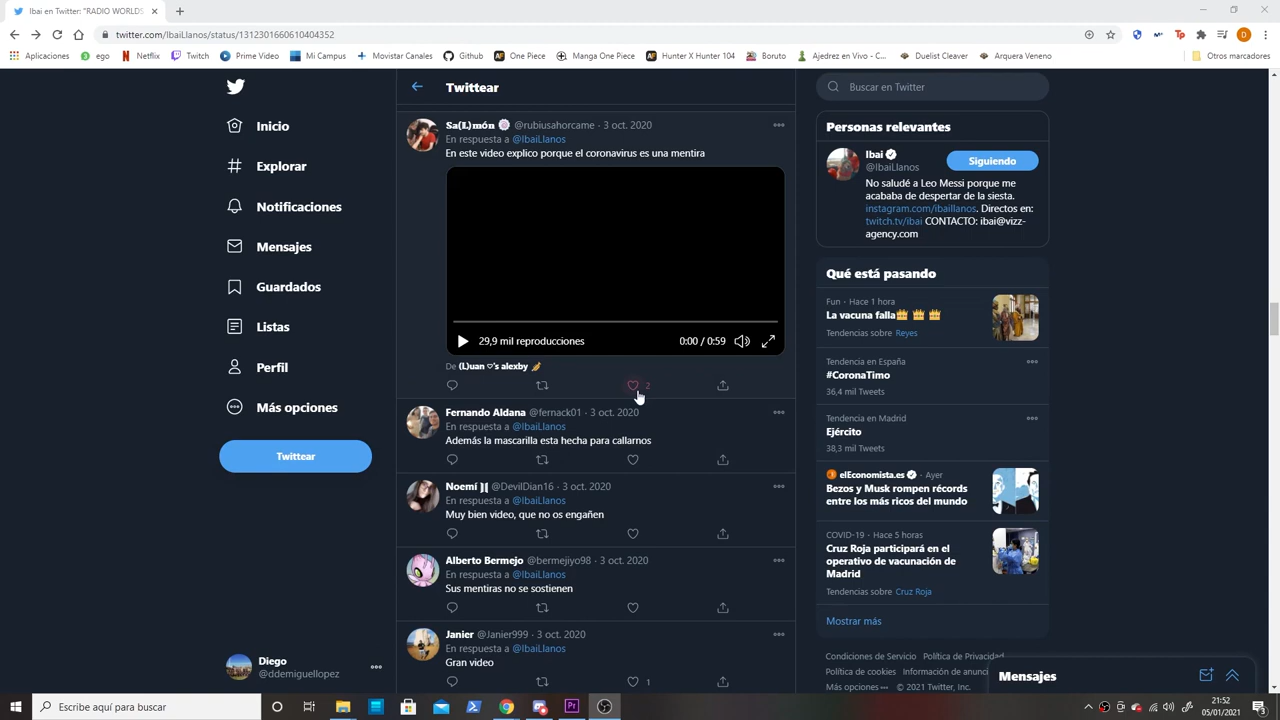 Ibai en Twitter: "RADIO WORLDS
twitter.com/IbaiLlanos/status/1312301660610404352
Aplicaciones ego Netflix Twitch Prime Video Mi Campus Movistar Canales Github One Piece Manga One Piece Hunter X Hunter 104 Boruto Ajedrez en Vivo - C... Duelist Cleaver Arquera Veneno Otros marcadores
Inicio
Explorar
Notificaciones
Mensajes
Guardados
Listas
Perfil
Más opciones
Twittear
Diego
@ddemiguellopez
Twittear
Sa(L)món @rubiusahorcame · 3 oct. 2020
En respuesta a @IbaiLlanos
En este video explico porque el coronavirus es una mentira
29,9 mil reproducciones 0:00 / 0:59
De (L)uan ♡'s alexby
2
Fernando Aldana @fernack01 · 3 oct. 2020
En respuesta a @IbaiLlanos
Además la mascarilla esta hecha para callarnos
Noemí @DevilDian16 · 3 oct. 2020
En respuesta a @IbaiLlanos
Muy bien video, que no os engañen
Alberto Bermejo @bermejiyo98 · 3 oct. 2020
En respuesta a @IbaiLlanos
Sus mentiras no se sostienen
Janier @Janier999 · 3 oct. 2020
En respuesta a @IbaiLlanos
Gran video
1
Buscar en Twitter
Personas relevantes
Ibai
@IbaiLlanos
Siguiendo
No saludé a Leo Messi porque me
acababa de despertar de la siesta.
instagram.com/ibaillanos. Directos en:
twitch.tv/ibai CONTACTO: ibai@vizz-
agency.com
Qué está pasando
Fun · Hace 1 hora
La vacuna falla
Tendencias sobre Reyes
Tendencia en España
#CoronaTimo
36,4 mil Tweets
Tendencia en Madrid
Ejército
38,3 mil Tweets
elEconomista.es · Ayer
Bezos y Musk rompen récords
entre los más ricos del mundo
COVID-19 · Hace 5 horas
Cruz Roja participará en el
operativo de vacunación de
Madrid
Tendencias sobre Cruz Roja
Mostrar más
Condiciones de Servicio Política de Privacidad
Política de cookies Información de anunci
Más opciones © 2021 Twitter, Inc.
Mensajes
Escribe aquí para buscar
21:52
05/01/2021